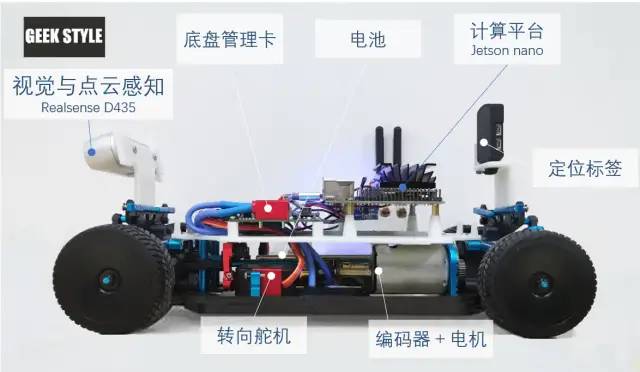 GEEK STYLE
底盘管理卡
电池
计算平台
Jetson nano
视觉与点云感知
Realsense D435
定位标签
转向舵机
编码器 + 电机